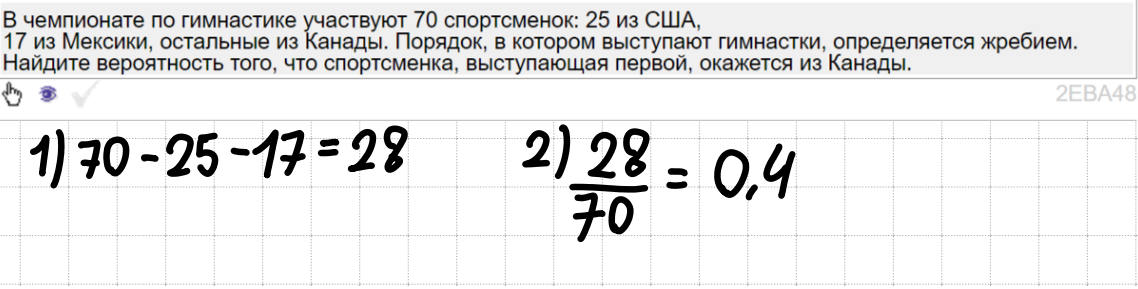 В чемпионате по гимнастике участвуют 70 спортсменок: 25 из США,
17 из Мексики, остальные из Канады. Порядок, в котором выступают гимнастки, определяется жребием.
Найдите вероятность того, что спортсменка, выступающая первой, окажется из Канады.
2EBA48
1) 70 - 25 - 17 = 28
2) 28/70 = 0,4